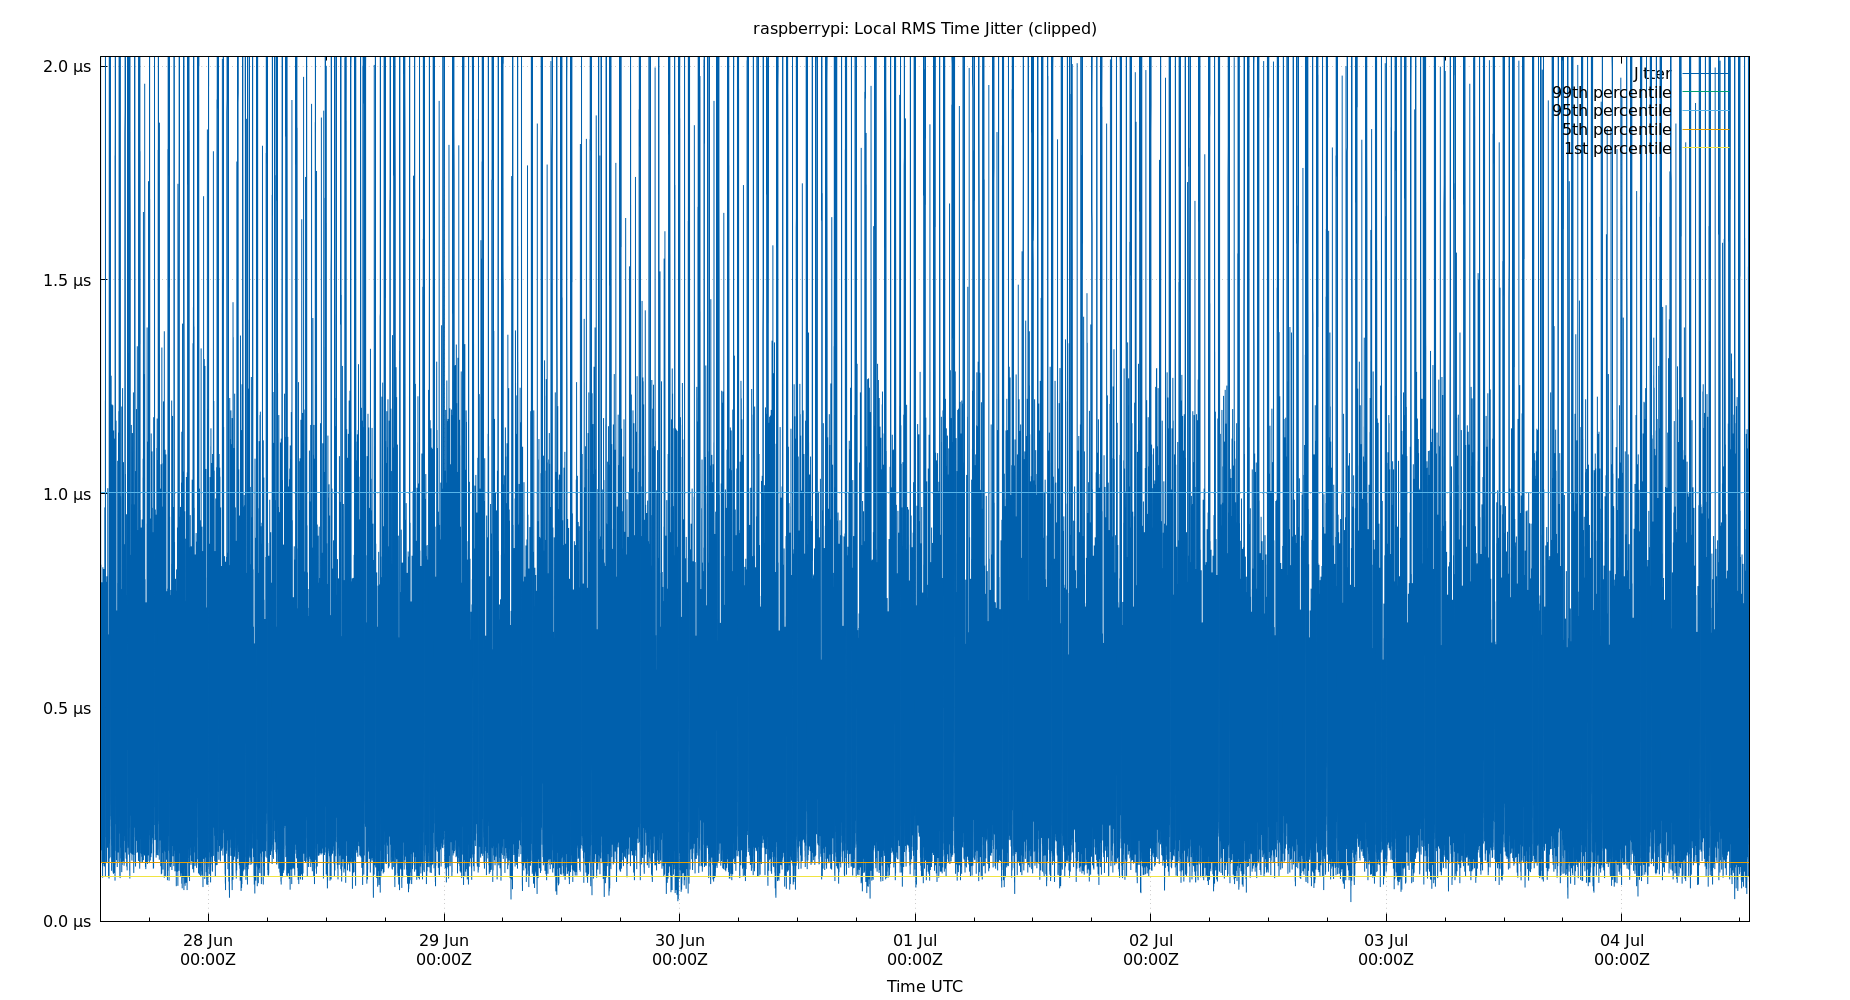 raspberrypi: Local RMS Time Jitter (clipped)
2.0 µs
Jitter
99th percentile
95th percentile
5th percentile
1st percentile
1.5 µs
1.0 µs
0.5 µs
0.0 µs
28 Jun 29 Jun 30 Jun 01 Jul 02 Jul 03 Jul 04 Jul
00:00Z 00:00Z 00:00Z 00:00Z 00:00Z 00:00Z 00:00Z
Time UTC